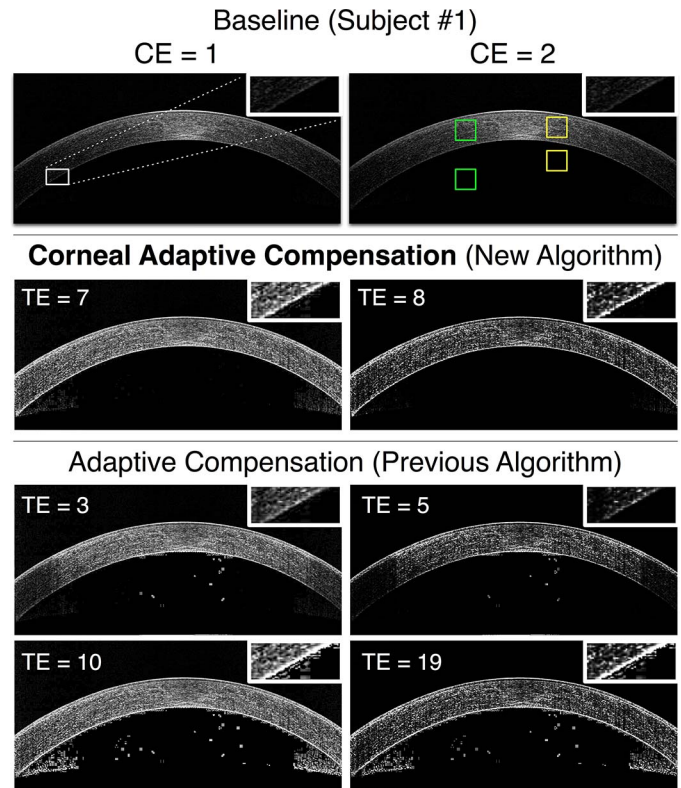 Baseline (Subject #1)
CE = 1
CE = 2
Corneal Adaptive Compensation (New Algorithm)
TE = 7
TE = 8
Adaptive Compensation (Previous Algorithm)
TE = 3
TE = 5
TE = 10
TE = 19